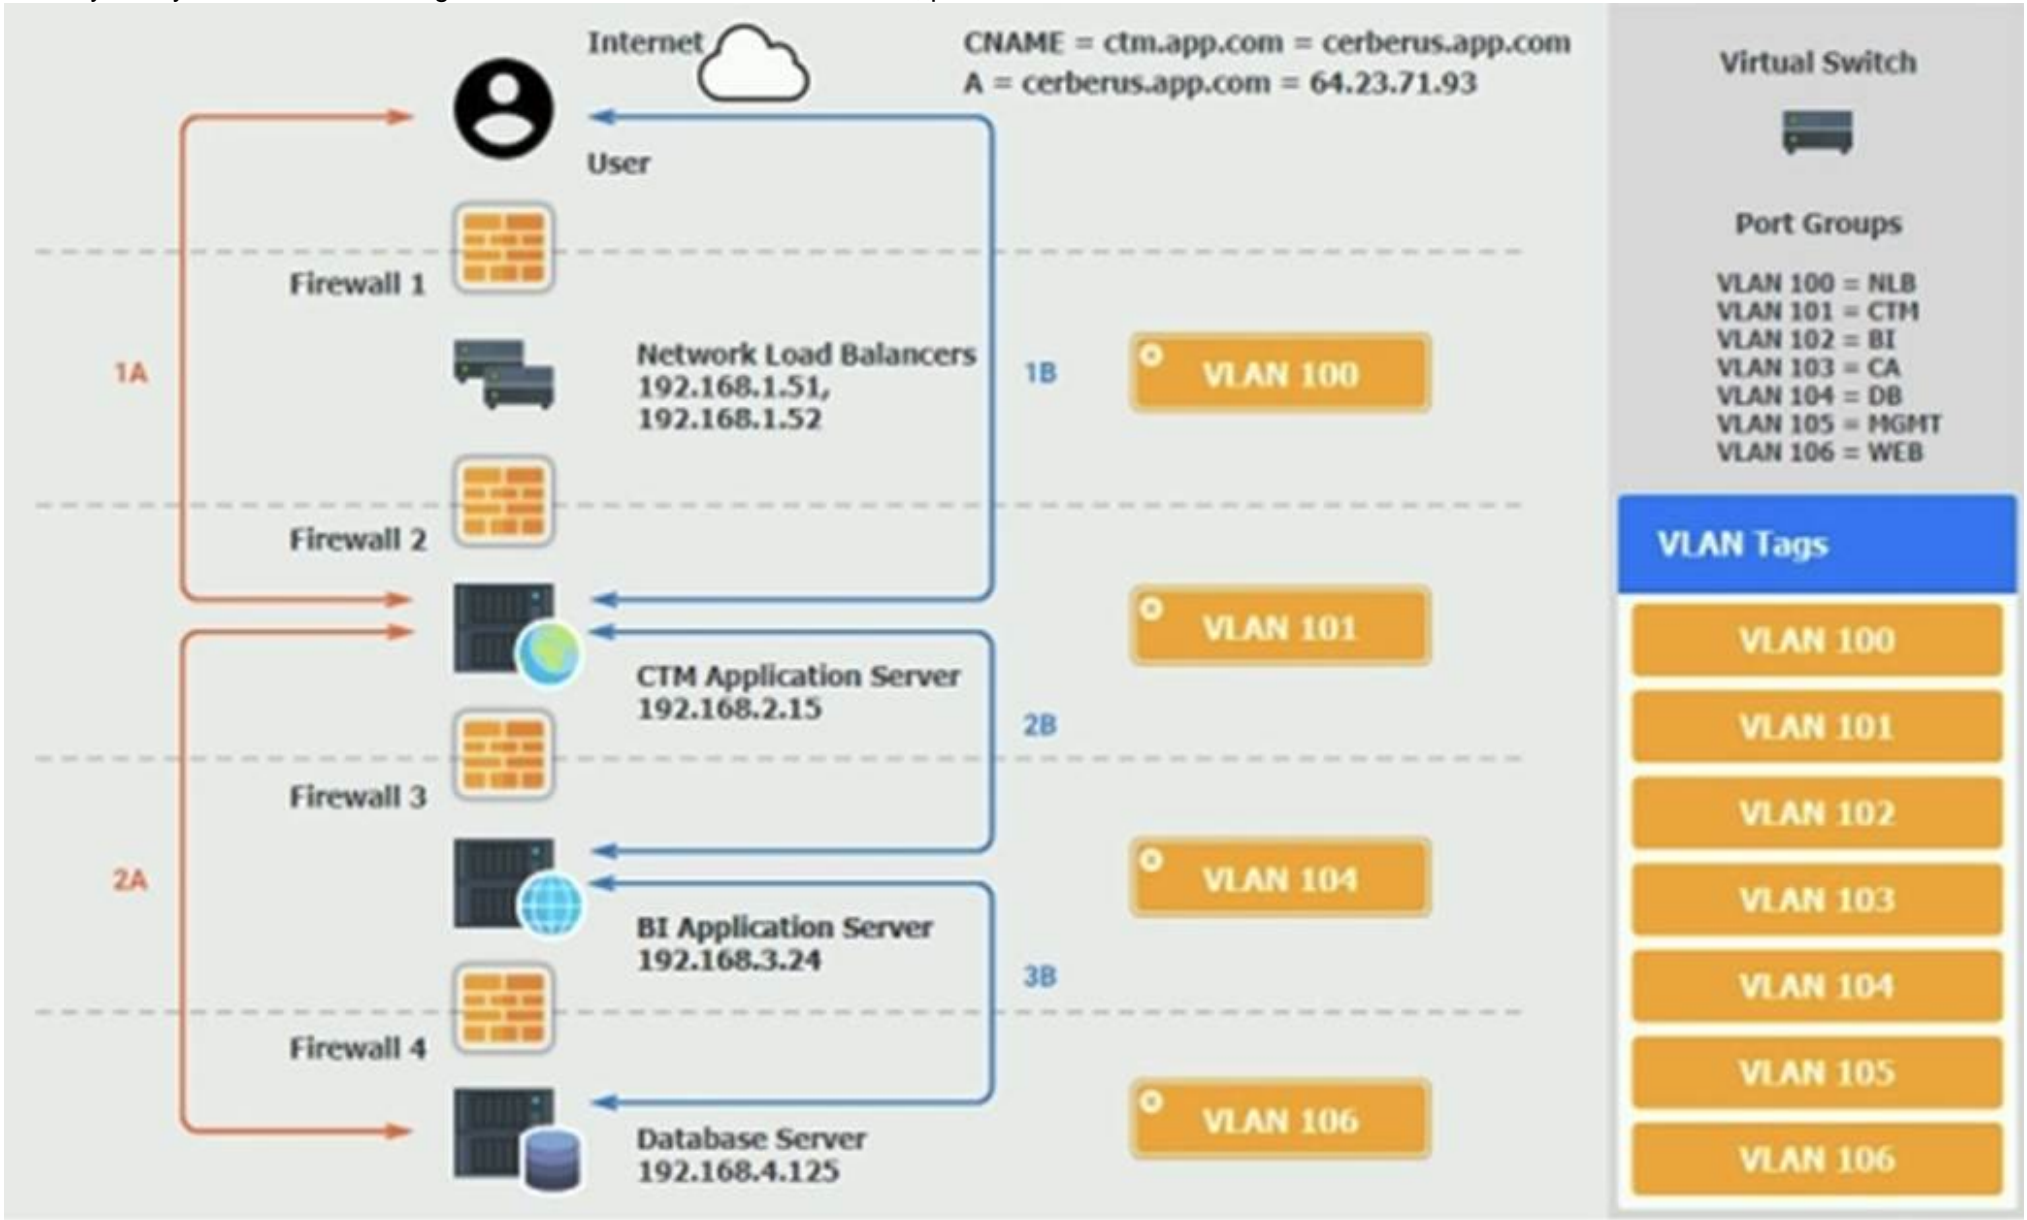 Internet
CNAME = ctm.app.com = cerberus.app.com
A = cerberus.app.com = 64.23.71.93
User
Firewall 1
1A
Network Load Balancers
192.168.1.51,
192.168.1.52
1B
VLAN 100
Firewall 2
VLAN 101
CTM Application Server
192.168.2.15
2B
Firewall 3
2A
VLAN 104
BI Application Server
192.168.3.24
3B
Firewall 4
VLAN 106
Database Server
192.168.4.125
Virtual Switch
Port Groups
VLAN 100 = NLB
VLAN 101 = CTM
VLAN 102 = BI
VLAN 103 = CA
VLAN 104 = DB
VLAN 105 = MGMT
VLAN 106 = WEB
VLAN Tags
VLAN 100
VLAN 101
VLAN 102
VLAN 103
VLAN 104
VLAN 105
VLAN 106